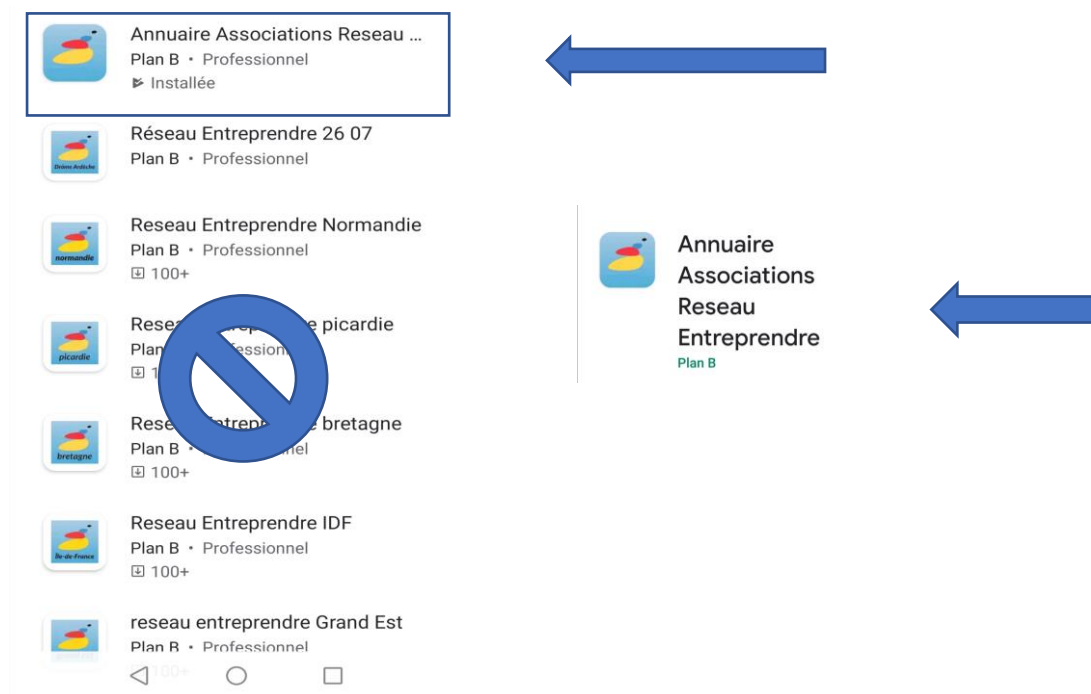 Annuaire Associations Reseau ...
Plan B • Professionnel
Installée
Réseau Entreprendre 26 07
Drôme Ardèche
Plan B • Professionnel
Reseau Entreprendre Normandie
normandie
Plan B • Professionnel
100+
picardie
picardie
Plan
bretagne
bretagne
Plan B •
100+
Reseau Entreprendre IDF
Île-de-France
Plan B • Professionnel
100+
reseau entreprendre Grand Est
Plan B • Professionnel
100+
Annuaire
Associations
Reseau
Entreprendre
Plan B